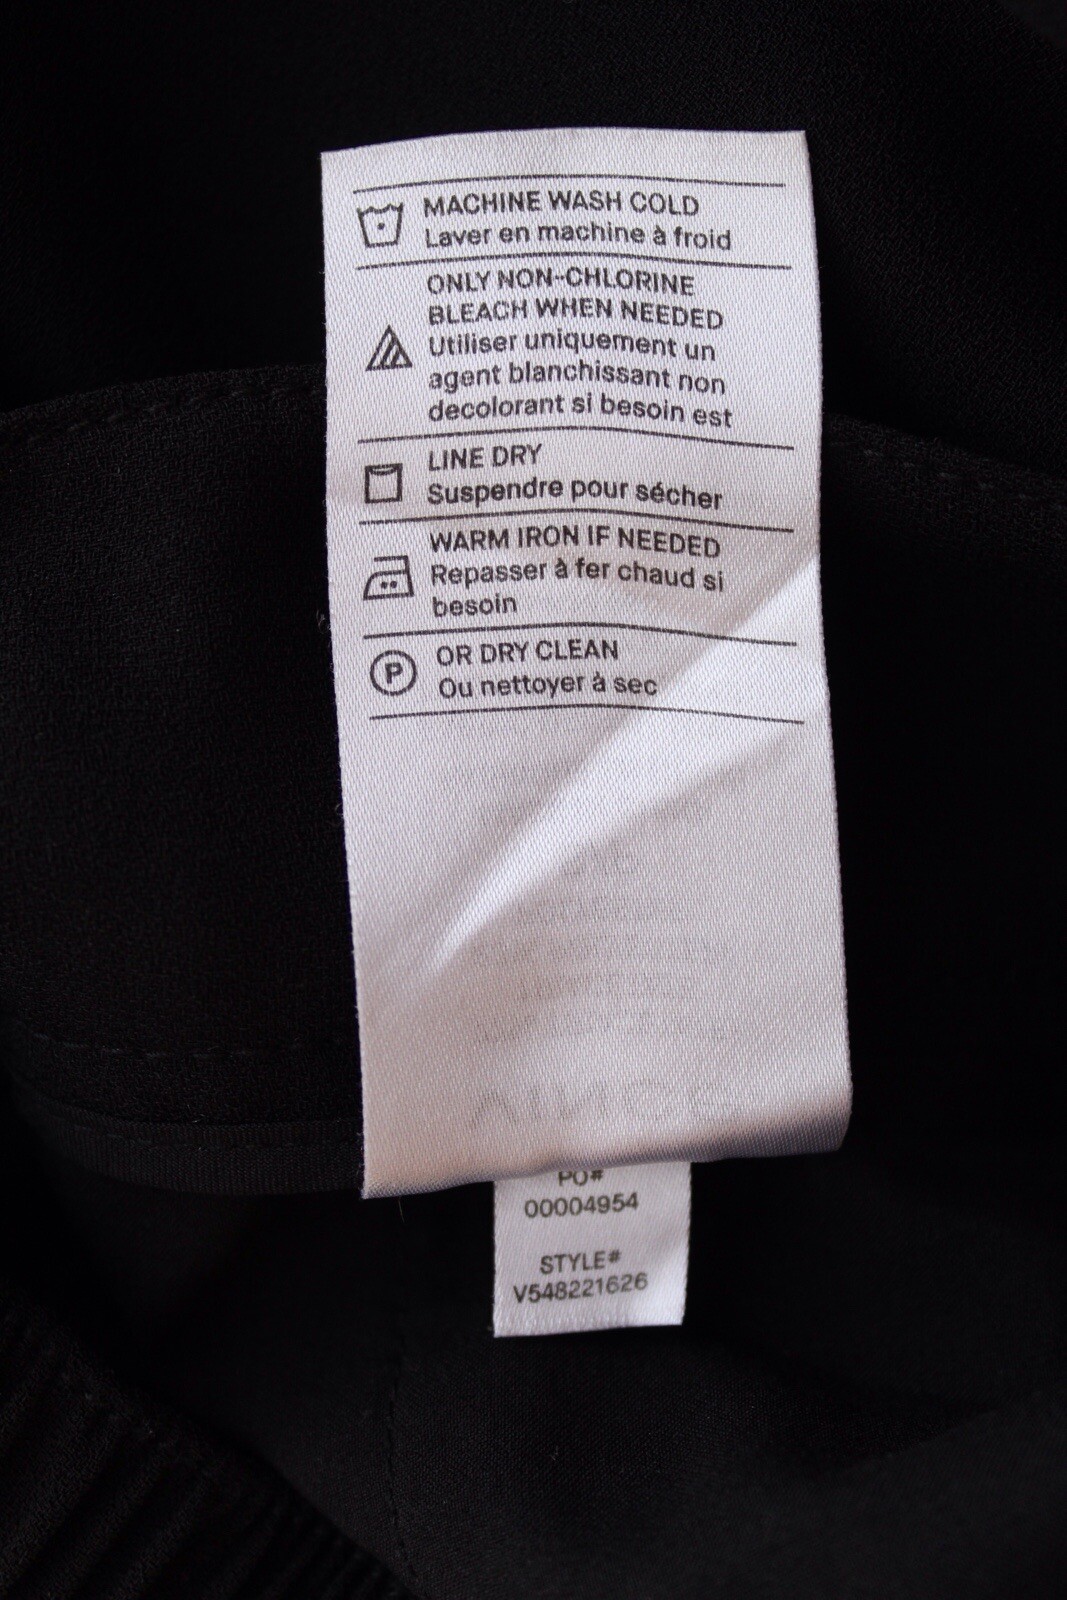 MACHINE WASH COLD
Laver en machine à froid
ONLY NON-CHLORINE
BLEACH WHEN NEEDED
Utiliser uniquement un
agent blanchissant non
decolorant si besoin est
LINE DRY
Suspendre pour sécher
WARM IRON IF NEEDED
Repasser à fer chaud si
besoin
P
OR DRY CLEAN
Ou nettoyer à sec
PO#
00004954
STYLE#
V548221626